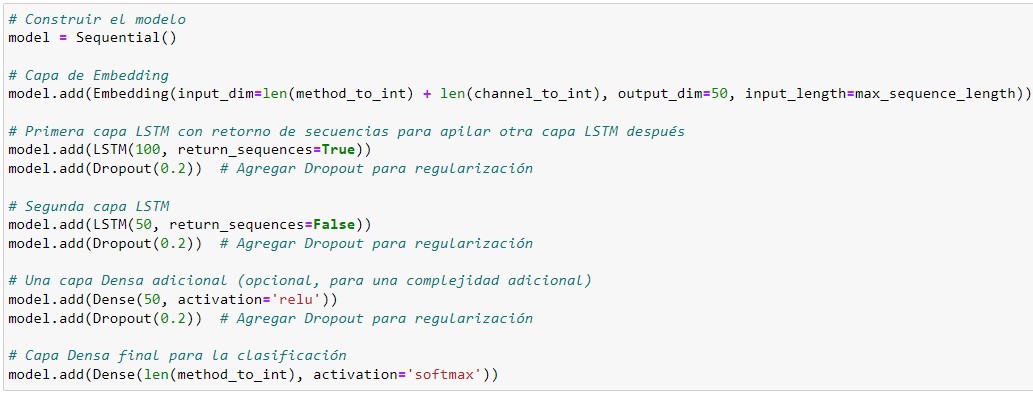 # Construir el modelo
model = Sequential()
# Capa de Embedding
model.add(Embedding(input_dim=len(method_to_int) + len(channel_to_int), output_dim=50, input_length=max_sequence_length))
# Primera capa LSTM con retorno de secuencias para apilar otra capa LSTM después
model.add(LSTM(100, return_sequences=True))
model.add(Dropout(0.2))  # Agregar Dropout para regularización
# Segunda capa LSTM
model.add(LSTM(50, return_sequences=False))
model.add(Dropout(0.2))  # Agregar Dropout para regularización
# Una capa Densa adicional (opcional, para una complejidad adicional)
model.add(Dense(50, activation='relu'))
model.add(Dropout(0.2))  # Agregar Dropout para regularización
# Capa Densa final para la clasificación
model.add(Dense(len(method_to_int), activation='softmax'))